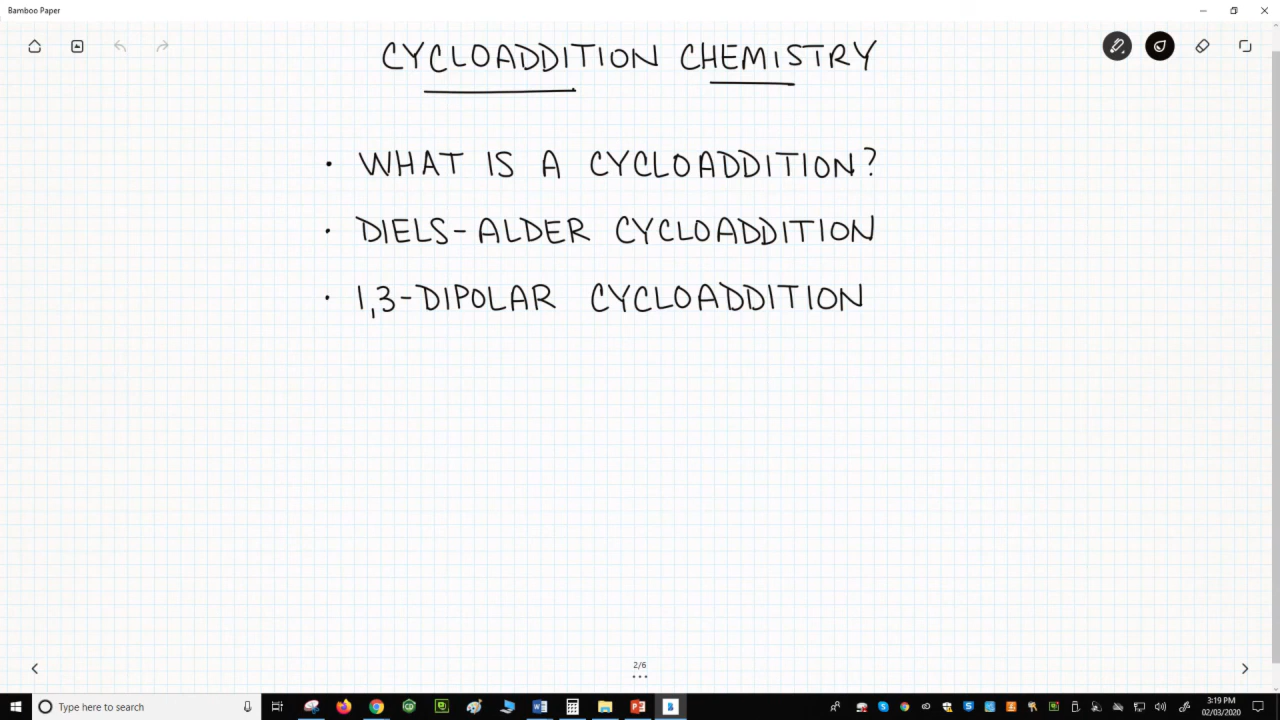 Bamboo Paper
CYCLOADDITION CHEMISTRY
· WHAT IS A CYCLOADDITION?
· DIELS-ALDER CYCLOADDITION
· 1,3-DIPOLAR CYCLOADDITION
2/6
Type here to search
3:19 PM
02/03/2020